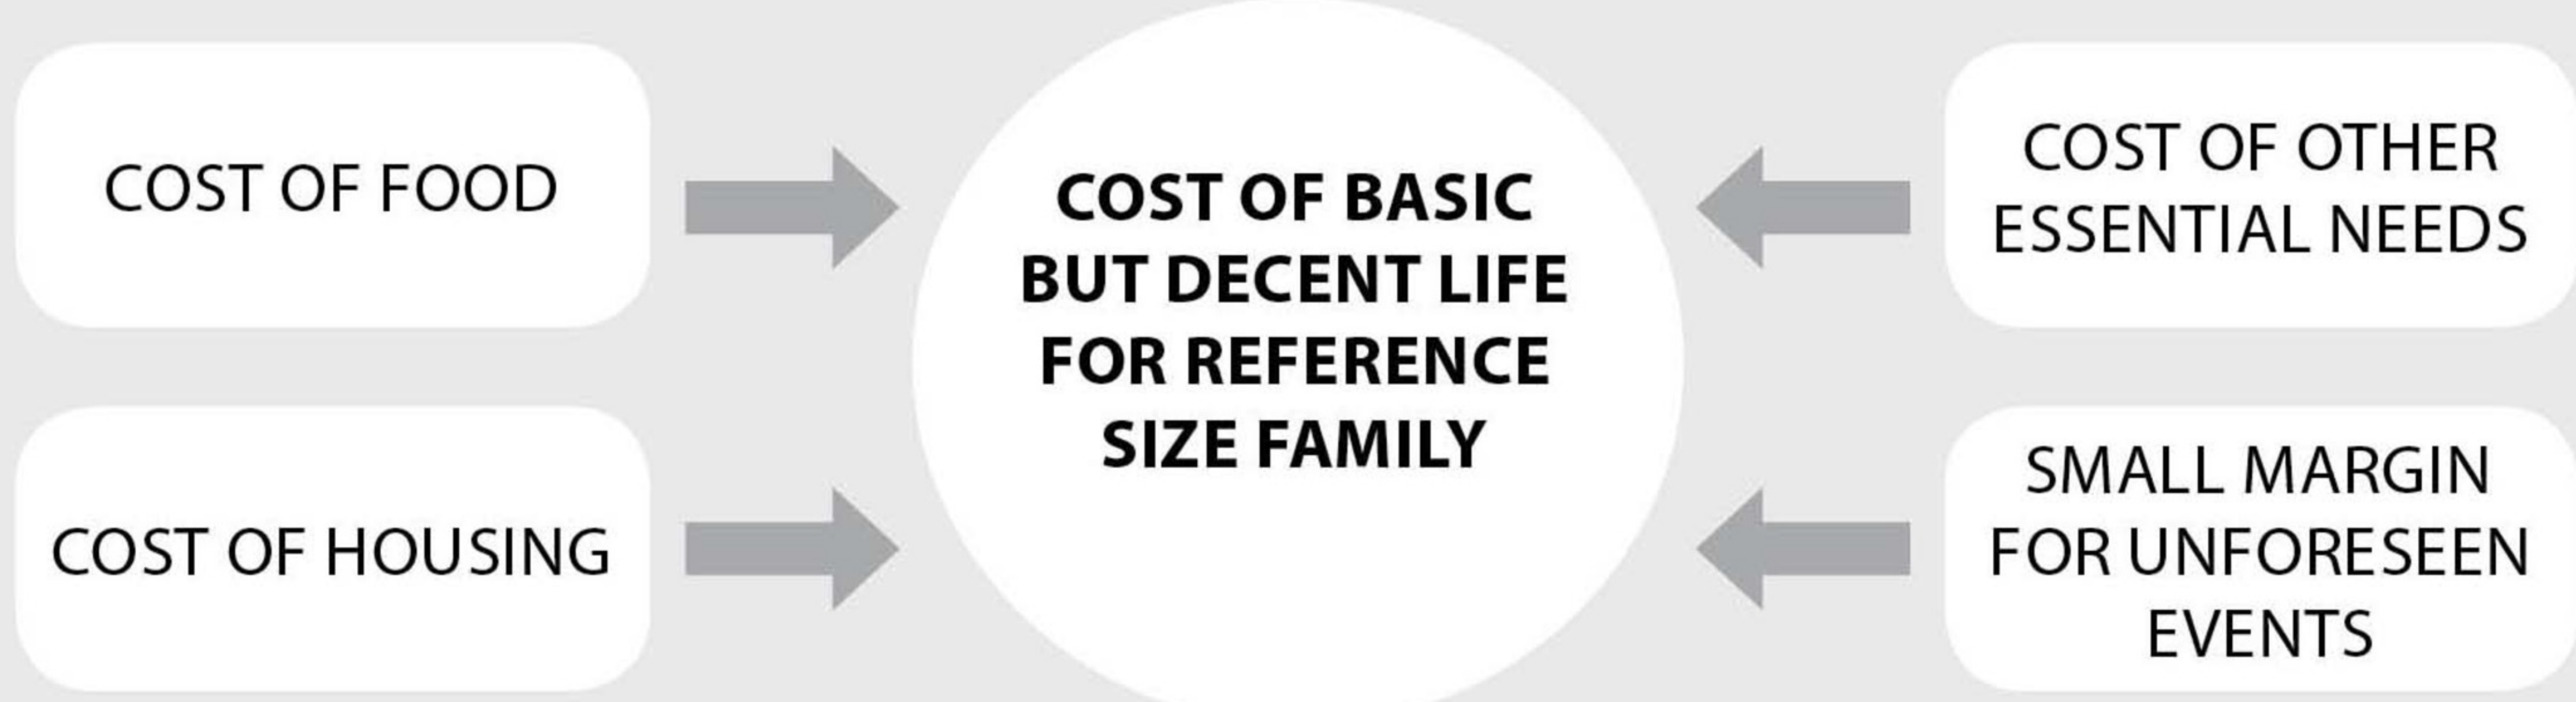 COST OF FOOD
COST OF HOUSING
COST OF BASIC
BUT DECENT LIFE
FOR REFERENCE
SIZE FAMILY
COST OF OTHER
ESSENTIAL NEEDS
SMALL MARGIN
FOR UNFORESEEN
EVENTS